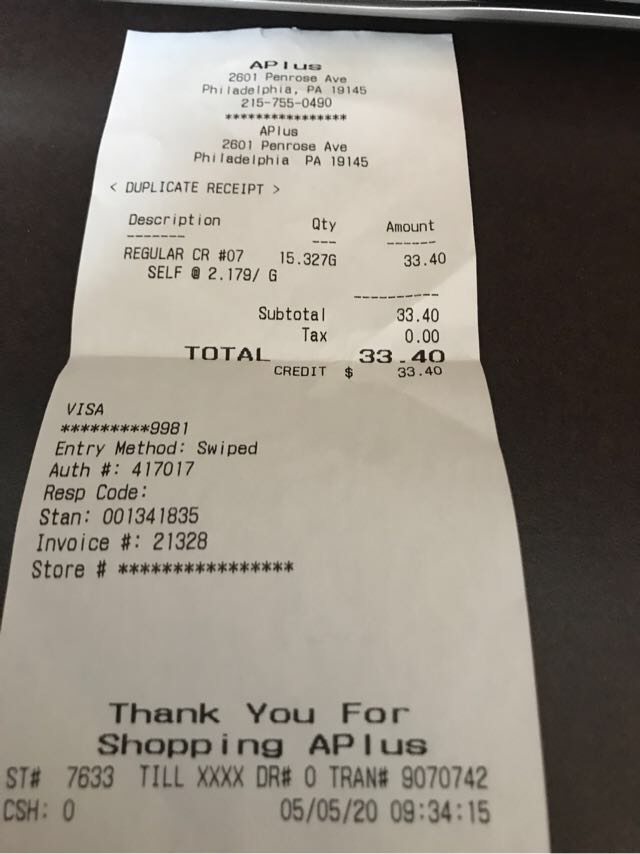 APlus
2601 Penrose Ave
Philadelphia, PA 19145
215-755-0490
****************
APlus
2601 Penrose Ave
Philadelphia PA 19145
< DUPLICATE RECEIPT >
Description Qty Amount
------- --- ------
REGULAR CR #07 15.327G 33.40
SELF @ 2.179/ G
----------
Subtotal 33.40
Tax 0.00
TOTAL 33.40
CREDIT $ 33.40
VISA
*********9981
Entry Method: Swiped
Auth #: 417017
Resp Code:
Stan: 001341835
Invoice #: 21328
Store # ****************
Thank You For
Shopping APlus
ST# 7633 TILL XXXX DR# 0 TRAN# 9070742
CSH: 0 05/05/20 09:34:15